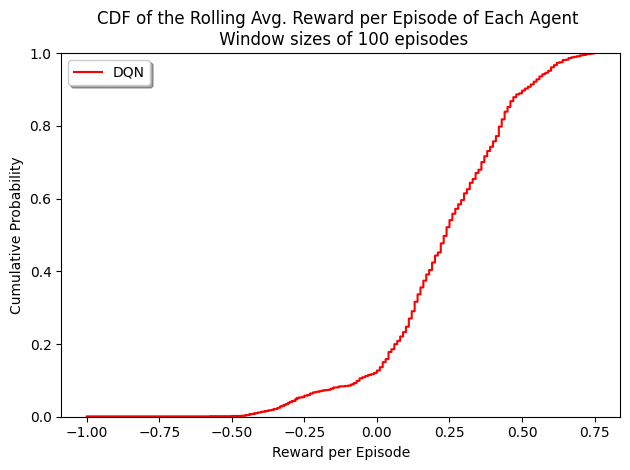 CDF of the Rolling Avg. Reward per Episode of Each Agent
Window sizes of 100 episodes
DQN
Cumulative Probability
1.0
0.8
0.6
0.4
0.2
0.0
−1.00
−0.75
−0.50
−0.25
0.00
0.25
0.50
0.75
Reward per Episode